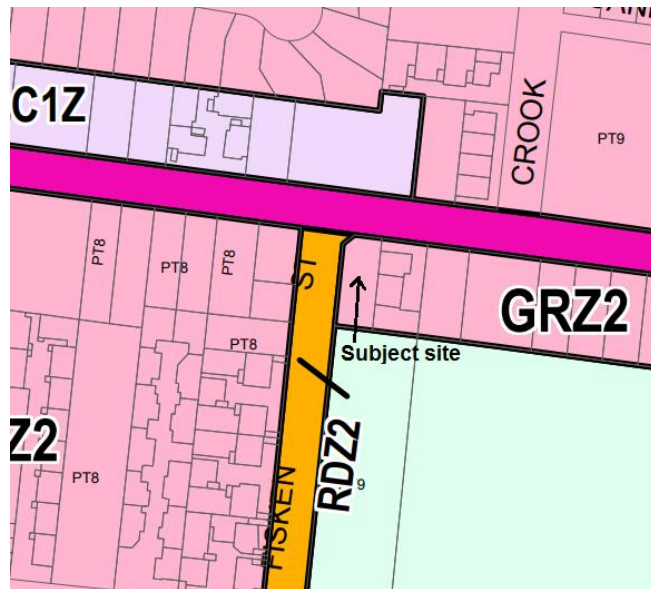 C1Z
CROOK
PT9
PT8
PT8
PT8
ST
GRZ2
PT8
Subject site
Z2
PT8
RDZ2
9
FISKEN